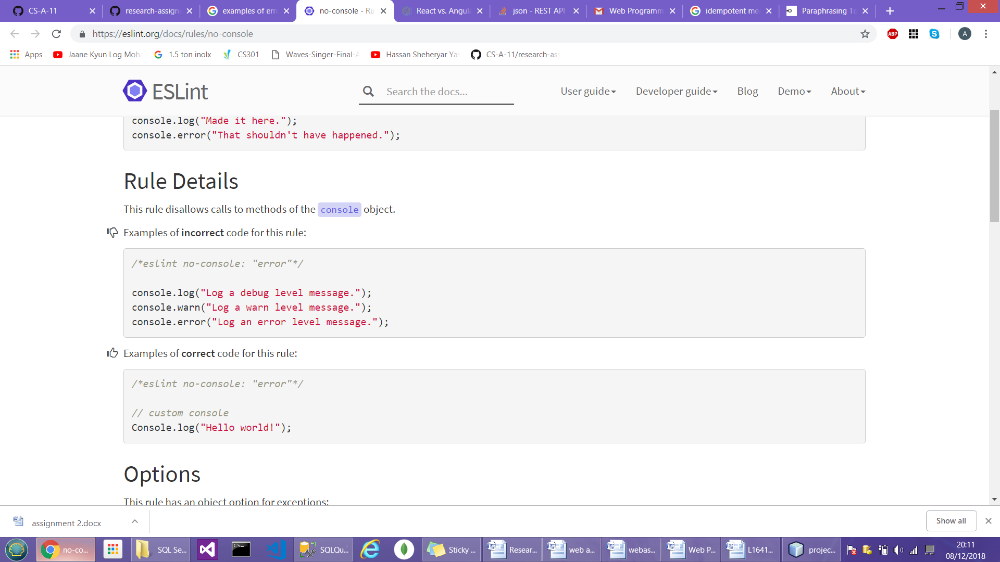 CS-A-11
research-assign
examples of erro
no-console - Ru
React vs. Angula
json - REST API
Web Programm
idempotent me
Paraphrasing To
https://eslint.org/docs/rules/no-console
ABP
A
Apps
Jaane Kyun Log Moha
1.5 ton inolx
CS301
Waves-Singer-Final-A
Hassan Sheheryar Yas
CS-A-11/research-ass
ESLint
Search the docs...
User guide
Developer guide
Blog
Demo
About
console.log("Made it here.");
console.error("That shouldn't have happened.");
Rule Details
This rule disallows calls to methods of the console object.
Examples of incorrect code for this rule:
/*eslint no-console: "error"*/
console.log("Log a debug level message.");
console.warn("Log a warn level message.");
console.error("Log an error level message.");
Examples of correct code for this rule:
/*eslint no-console: "error"*/
// custom console
Console.log("Hello world!");
Options
This rule has an object option for exceptions:
assignment 2.docx
Show all
no-co...
SQL Se...
SQLQu...
Sticky ...
Resear...
web a...
webas...
Web P...
L1641...
projec...
20:11
08/12/2018